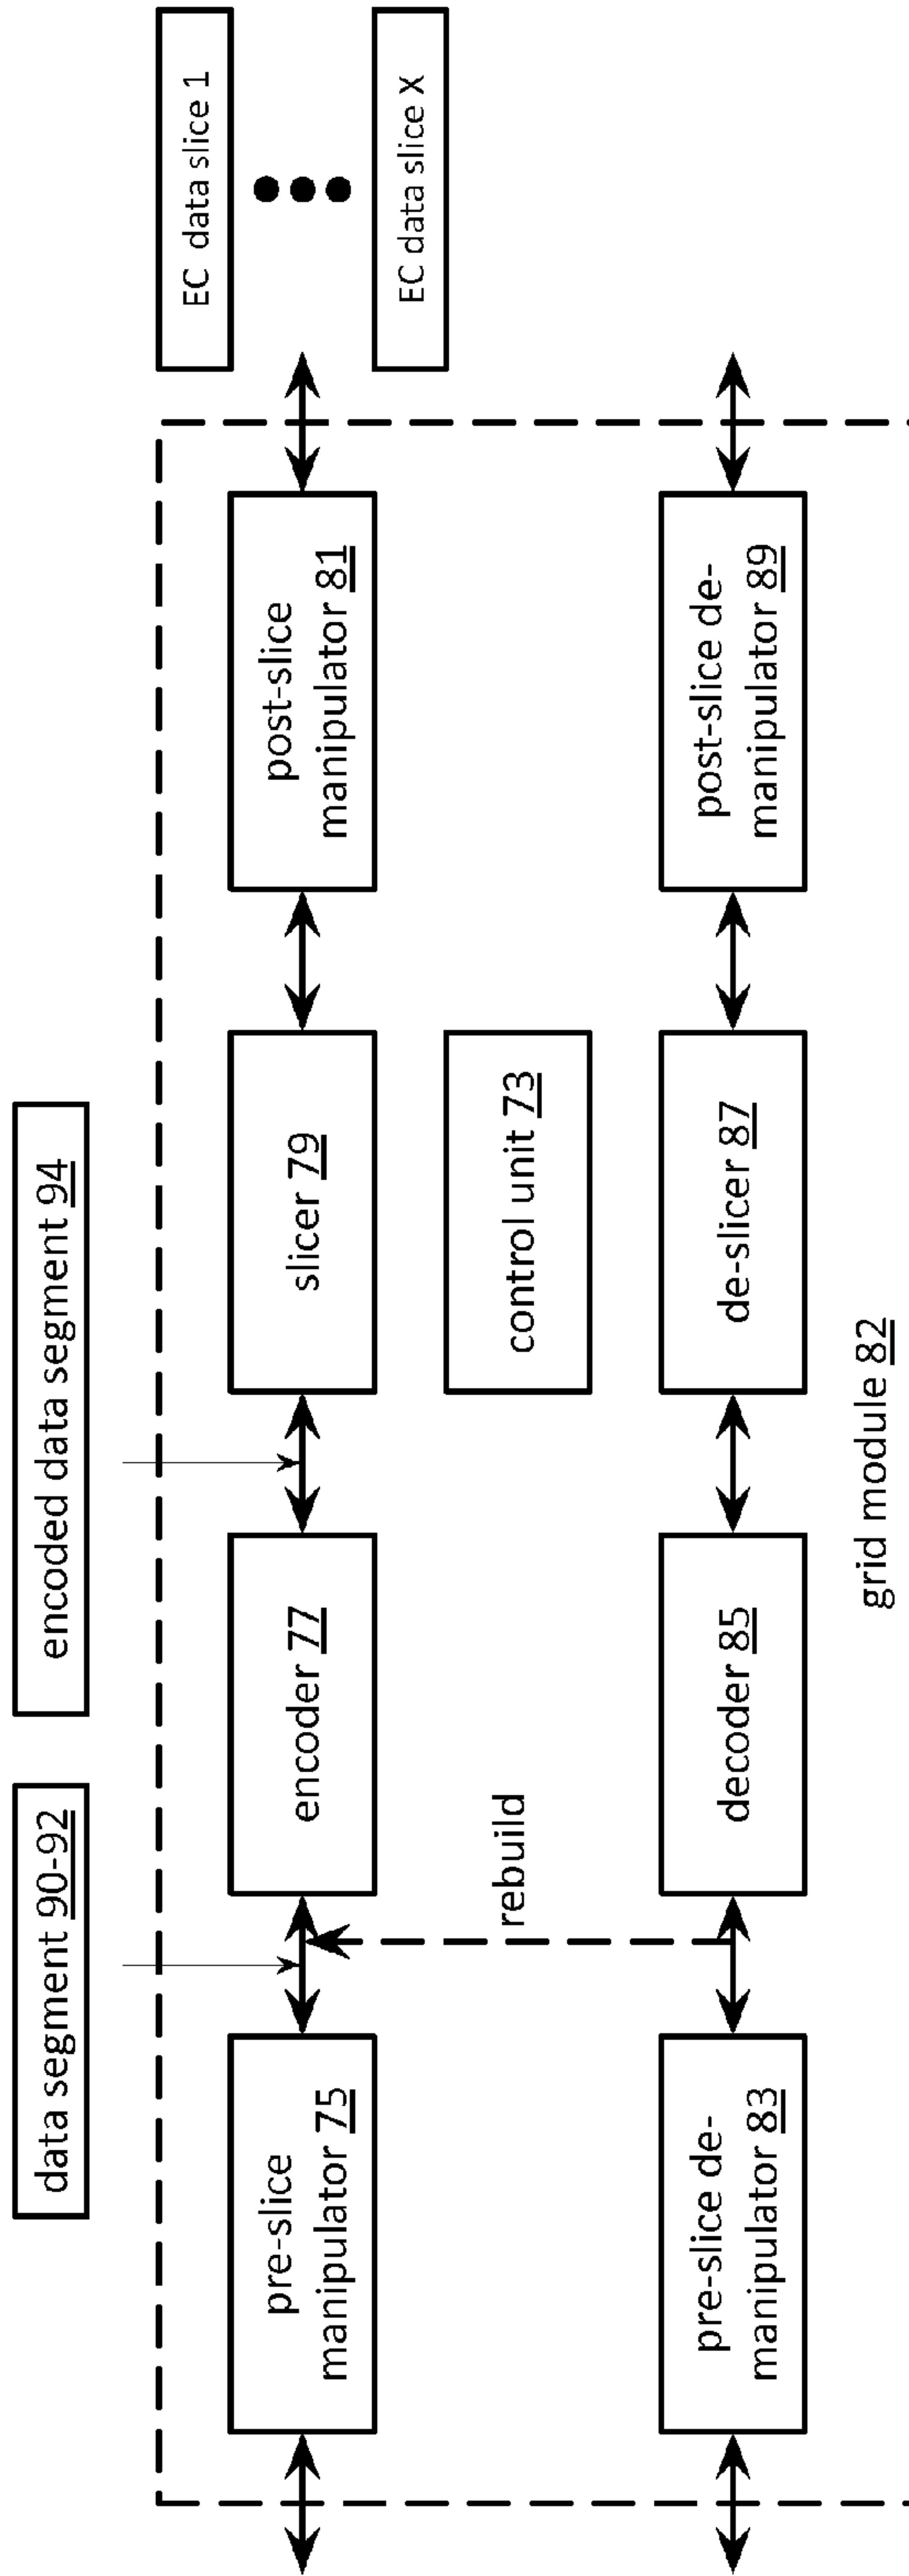 data segment 90-92
encoded data segment 94
EC data slice 1
EC data slice X
pre-slice
manipulator 75
encoder 77
slicer 79
post-slice
manipulator 81
rebuild
control unit 73
pre-slice de-
manipulator 83
decoder 85
de-slicer 87
post-slice de-
manipulator 89
grid module 82